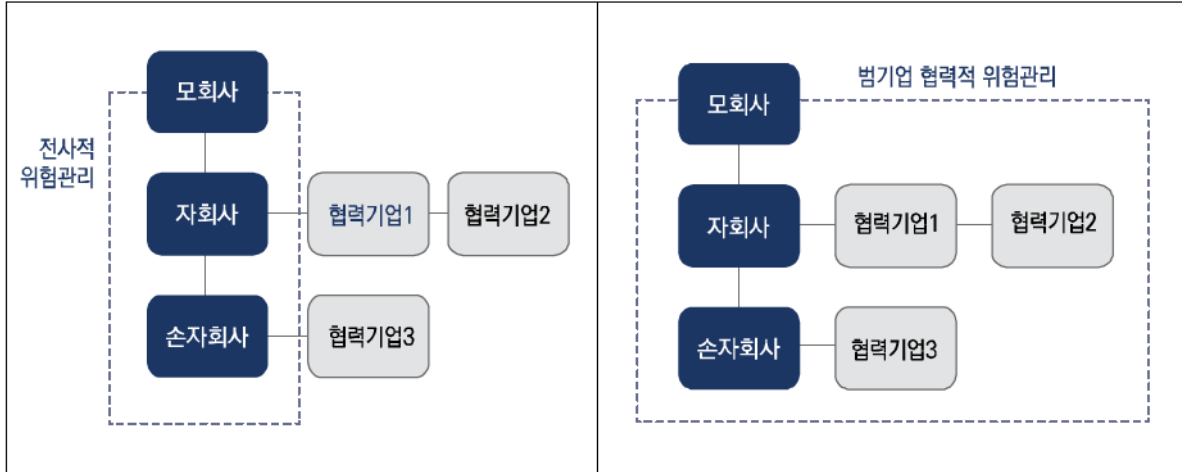 모회사
전사적
위험관리
자회사
협력기업1
협력기업2
손자회사
협력기업3
범기업 협력적 위험관리
모회사
자회사
협력기업1
협력기업2
손자회사
협력기업3